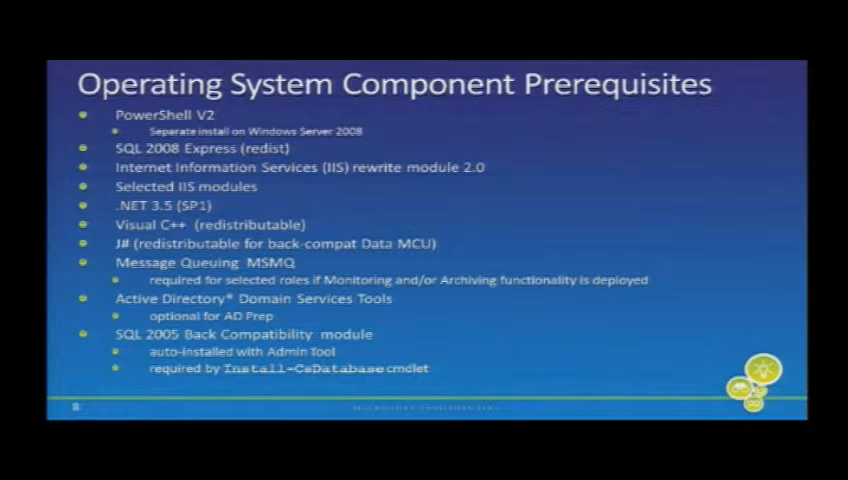 Operating System Component Prerequisites
PowerShell V2
Separate install on Windows Server 2008
SQL 2008 Express (redist)
Internet Information Services (IIS) rewrite module 2.0
Selected IIS modules
.NET 3.5 (SP1)
Visual C++ (redistributable)
J# (redistributable for back-compat Data MCU)
Message Queuing MSMQ
required for selected roles if Monitoring and/or Archiving functionality is deployed
Active Directory® Domain Services Tools
optional for AD Prep
SQL 2005 Back Compatibility module
auto-installed with Admin Tool
required by Install-CsDatabase cmdlet
8